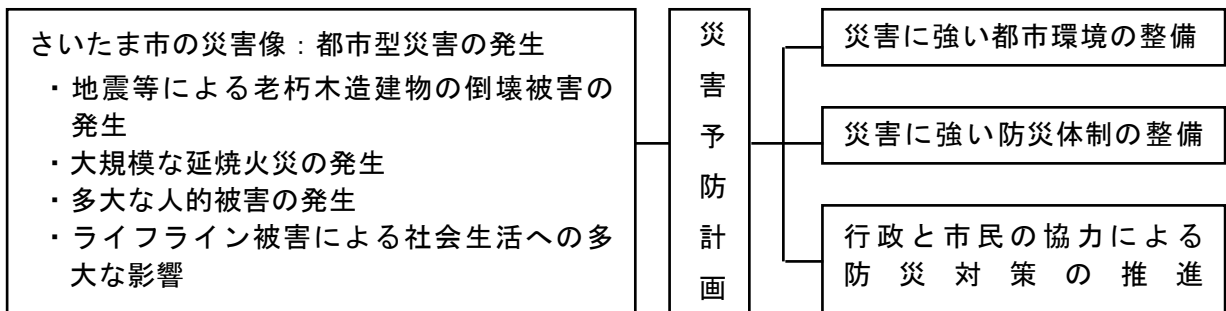 さいたま市の災害像：都市型災害の発生
・地震等による老朽木造建物の倒壊被害の
発生
・大規模な延焼火災の発生
・多大な人的被害の発生
・ライフライン被害による社会生活への多
大な影響
災害予防計画
災害に強い都市環境の整備
災害に強い防災体制の整備
行政と市民の協力による
防災対策の推進